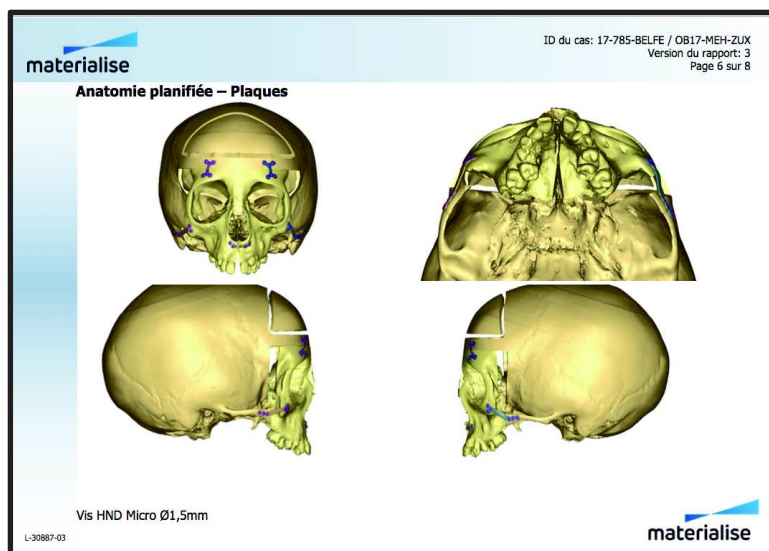 materialise
ID du cas: 17-785-BELFE / OB17-MEH-ZUX
Version du rapport: 3
Page 6 sur 8
Anatomie planifiée – Plaques
Vis HND Micro Ø1,5mm
L-30887-03
materialise